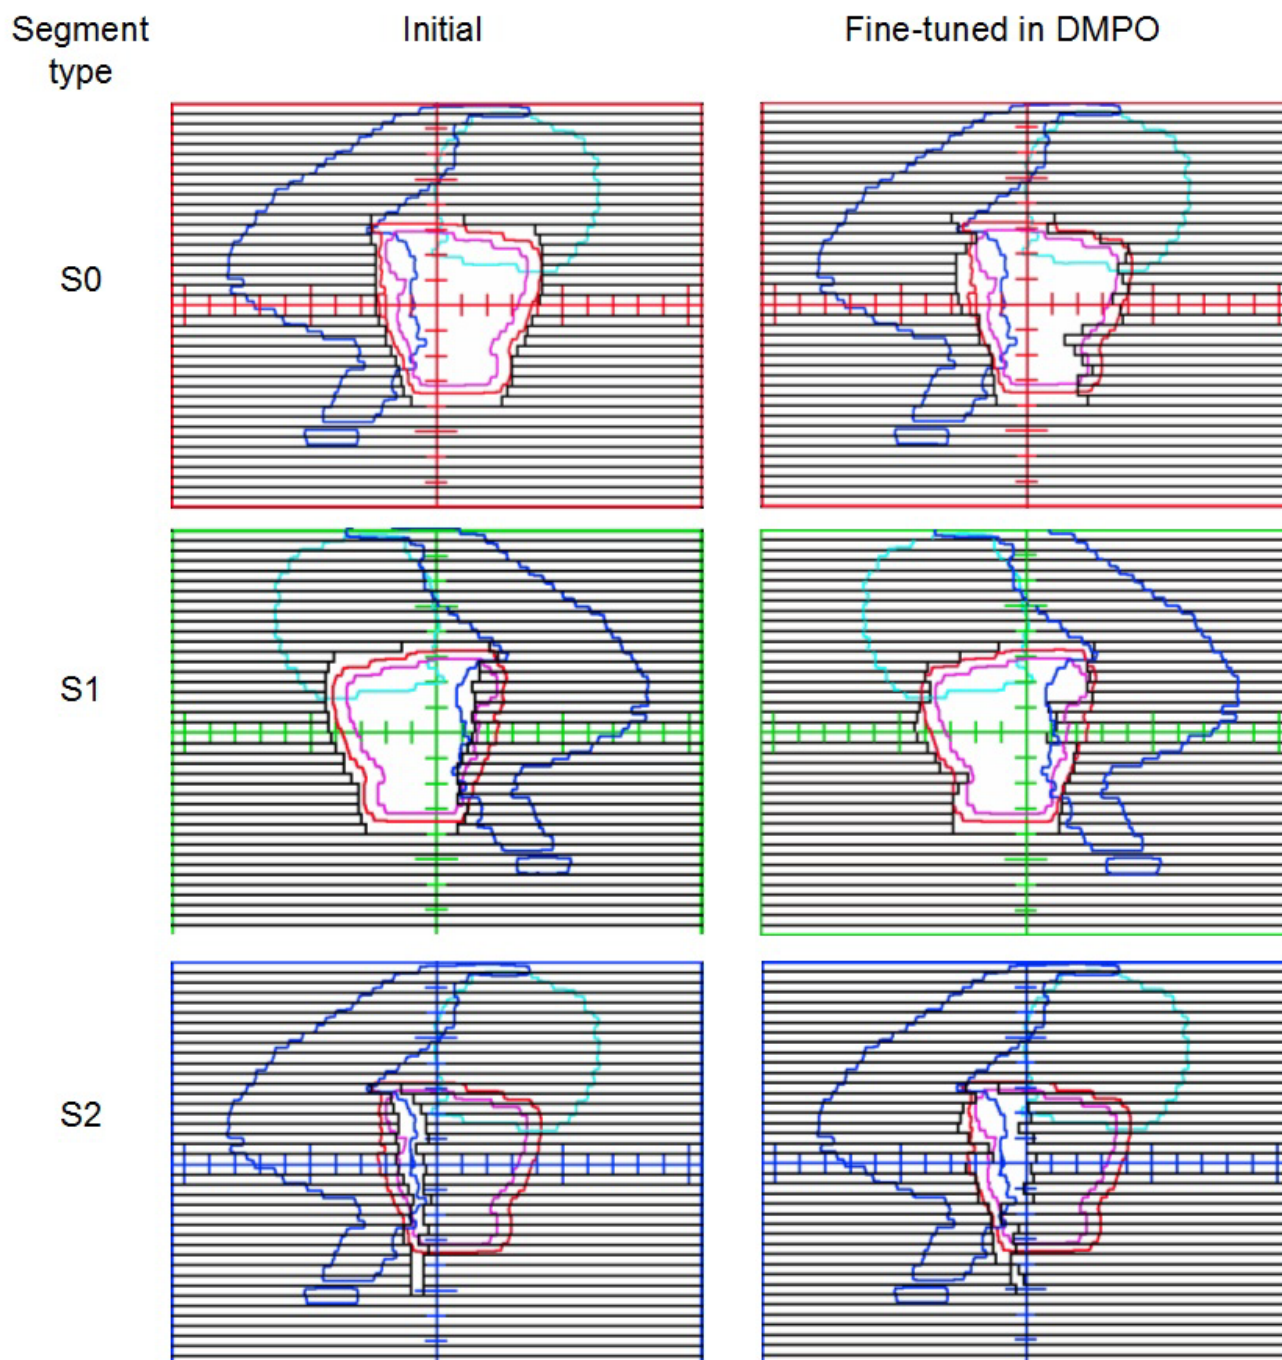 Segment type
Initial
Fine-tuned in DMPO
S0
S1
S2